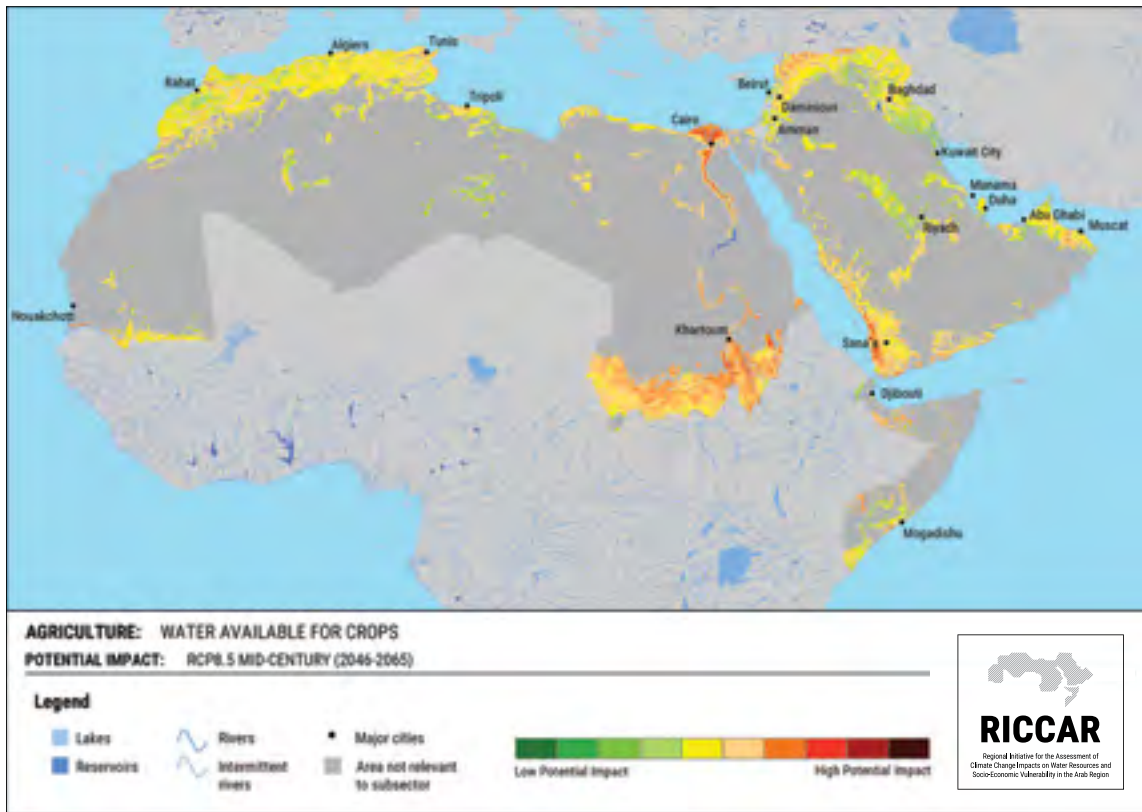 Algiers
Tunis
Rabat
Tripoli
Beirut
Damascus
Amman
Baghdad
Cairo
Kuwait City
Manama
Doha
Abu Ghabi
Muscat
Riyadh
Nouakchott
Khartoum
Sana'a
Djibouti
Mogadishu
AGRICULTURE: WATER AVAILABLE FOR CROPS
POTENTIAL IMPACT: RCP8.5 MID-CENTURY (2046-2065)
Legend
Lakes
Rivers
Major cities
Reservoirs
Intermittent
rivers
Area not relevant
to subsector
Low Potential Impact
High Potential Impact
RICCAR
Regional Initiative for the Assessment of
Climate Change Impacts on Water Resources and
Socio-Economic Vulnerability in the Arab Region